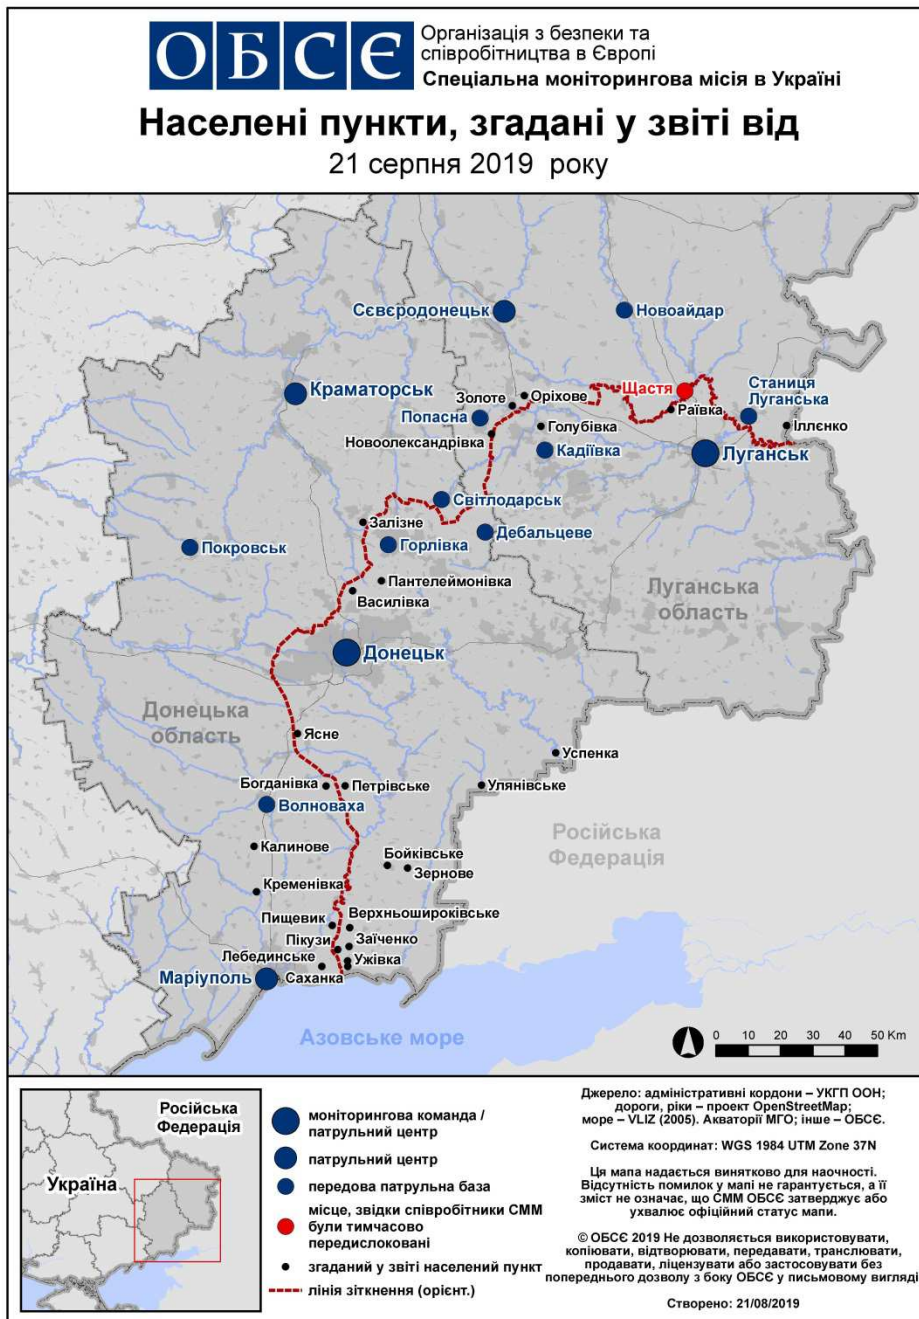 ОБСЄ
Організація з безпеки та
співробітництва в Європі
Спеціальна моніторингова місія в Україні
Населені пункти, згадані у звіті від
21 серпня 2019 року
Сєвєродонецьк
Новоайдар
Краматорськ
Щастя
Станиця
Луганська
Золоте
Оріхове
Раївка
Попасна
Голубівка
Іллєнко
Новоолександрівка
Кадіївка
Луганськ
Світлодарськ
Залізне
Дебальцеве
Покровськ
Горлівка
Пантелеймонівка
Василівка
Луганська
область
Донецьк
Донецька
область
Ясне
Успенка
Богданівка
Петрівське
Улянівське
Волноваха
Російська
Федерація
Калинове
Бойківське
Зернове
Кременівка
Верхньошироківське
Пищевик
Заїченко
Пікузи
Лебединське
Ужівка
Маріуполь
Саханка
Азовське море
0 10 20 30 40 50 Km
Російська
Федерація
Україна
моніторингова команда /
патрульний центр
патрульний центр
передова патрульна база
місце, звідки співробітники СММ
були тимчасово
передислоковані
згаданий у звіті населений пункт
лінія зіткнення (орієнт.)
Джерело: адміністративні кордони – УКГП ООН;
дороги, ріки – проект OpenStreetMap;
море – VLIZ (2005). Акваторії МГО; інше – ОБСЄ.
Система координат: WGS 1984 UTM Zone 37N
Ця мапа надається винятково для наочності.
Відсутність помилок у мапі не гарантується, а її
зміст не означає, що СММ ОБСЄ затверджує або
ухвалює офіційний статус мапи.
© ОБСЄ 2019 Не дозволяється використовувати,
копіювати, відтворювати, передавати, транслювати,
продавати, ліцензувати або застосовувати без
попереднього дозволу з боку ОБСЄ у письмовому вигляді
Створено: 21/08/2019